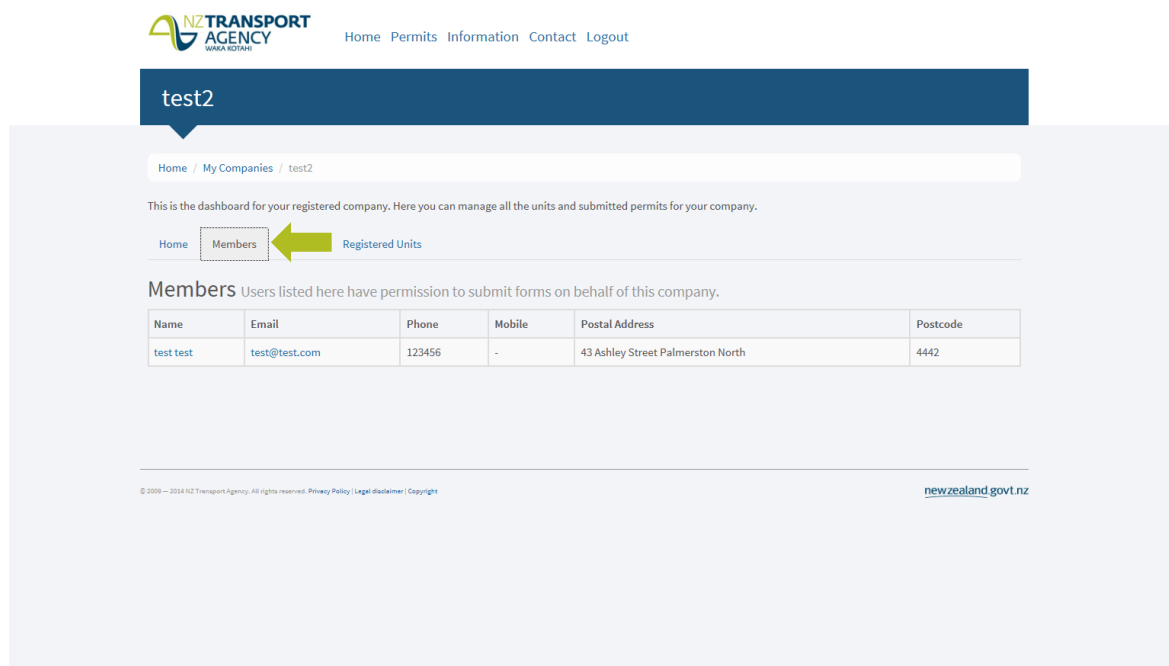 NZ TRANSPORT
AGENCY
WAKA KOTAHI
Home Permits Information Contact Logout
test2
Home / My Companies / test2
This is the dashboard for your registered company. Here you can manage all the units and submitted permits for your company.
Home Members Registered Units
Members Users listed here have permission to submit forms on behalf of this company.
Name Email Phone Mobile Postal Address Postcode
test test test@test.com 123456 - 43 Ashley Street Palmerston North 4442
© 2009 — 2014 NZ Transport Agency. All rights reserved. Privacy Policy | Legal disclaimer | Copyright
newzealand.govt.nz